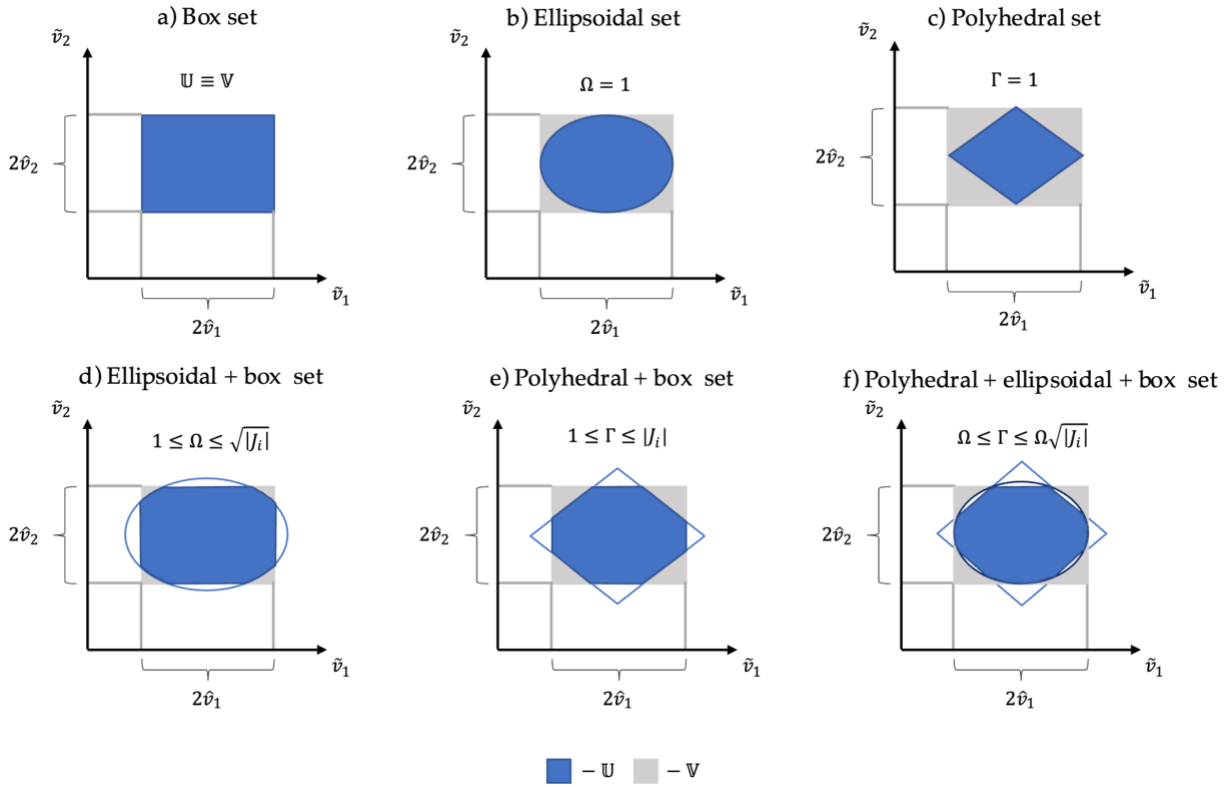 a) Box set
b) Ellipsoidal set
c) Polyhedral set
ṽ₂
ṽ₂
ṽ₂
𝕌 ≡ 𝕍
Ω = 1
Γ = 1
2v̂₂
2v̂₂
2v̂₂
ṽ₁
ṽ₁
ṽ₁
2v̂₁
2v̂₁
2v̂₁
d) Ellipsoidal + box set
e) Polyhedral + box set
f) Polyhedral + ellipsoidal + box set
ṽ₂
ṽ₂
ṽ₂
1 ≤ Ω ≤ √|Jᵢ|
1 ≤ Γ ≤ |Jᵢ|
Ω ≤ Γ ≤ Ω√|Jᵢ|
2v̂₂
2v̂₂
2v̂₂
ṽ₁
ṽ₁
ṽ₁
2v̂₁
2v̂₁
2v̂₁
– 𝕌
– 𝕍